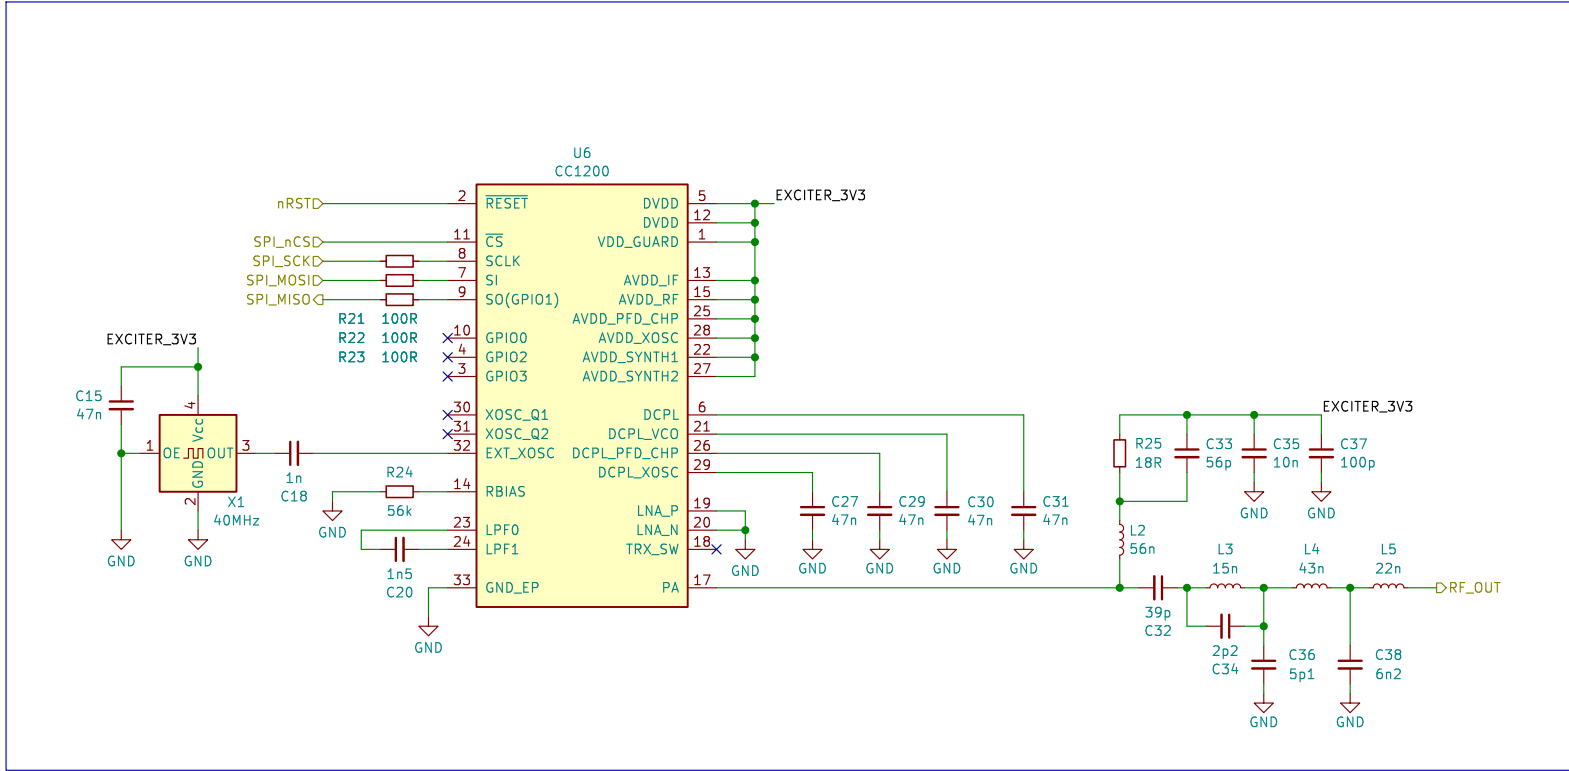 U6
CC1200
nRST
2
RESET
SPI_nCS
11
CS
SPI_SCK
8
SCLK
SPI_MOSI
7
SI
SPI_MISO
9
SO(GPIO1)
R21 100R
R22 100R
R23 100R
10
GPIO0
4
GPIO2
3
GPIO3
30
XOSC_Q1
31
XOSC_Q2
32
EXT_XOSC
14
RBIAS
23
LPF0
24
LPF1
33
GND_EP
DVDD
5
EXCITER_3V3
DVDD
12
VDD_GUARD
1
AVDD_IF
13
AVDD_RF
15
AVDD_PFD_CHP
25
AVDD_XOSC
28
AVDD_SYNTH1
22
AVDD_SYNTH2
27
DCPL
6
DCPL_VCO
21
DCPL_PFD_CHP
26
DCPL_XOSC
29
LNA_P
19
LNA_N
20
TRX_SW
18
PA
17
EXCITER_3V3
C15
47n
4
Vcc
1
OE
OUT
3
GND
2
X1
40MHz
GND
GND
1n
C18
R24
56k
GND
1n5
C20
GND
GND
C27
47n
GND
C29
47n
GND
C30
47n
GND
C31
47n
GND
EXCITER_3V3
R25
18R
C33
56p
C35
10n
GND
C37
100p
GND
L2
56n
39p
C32
L3
15n
2p2
C34
C36
5p1
GND
L4
43n
C38
6n2
GND
L5
22n
RF_OUT